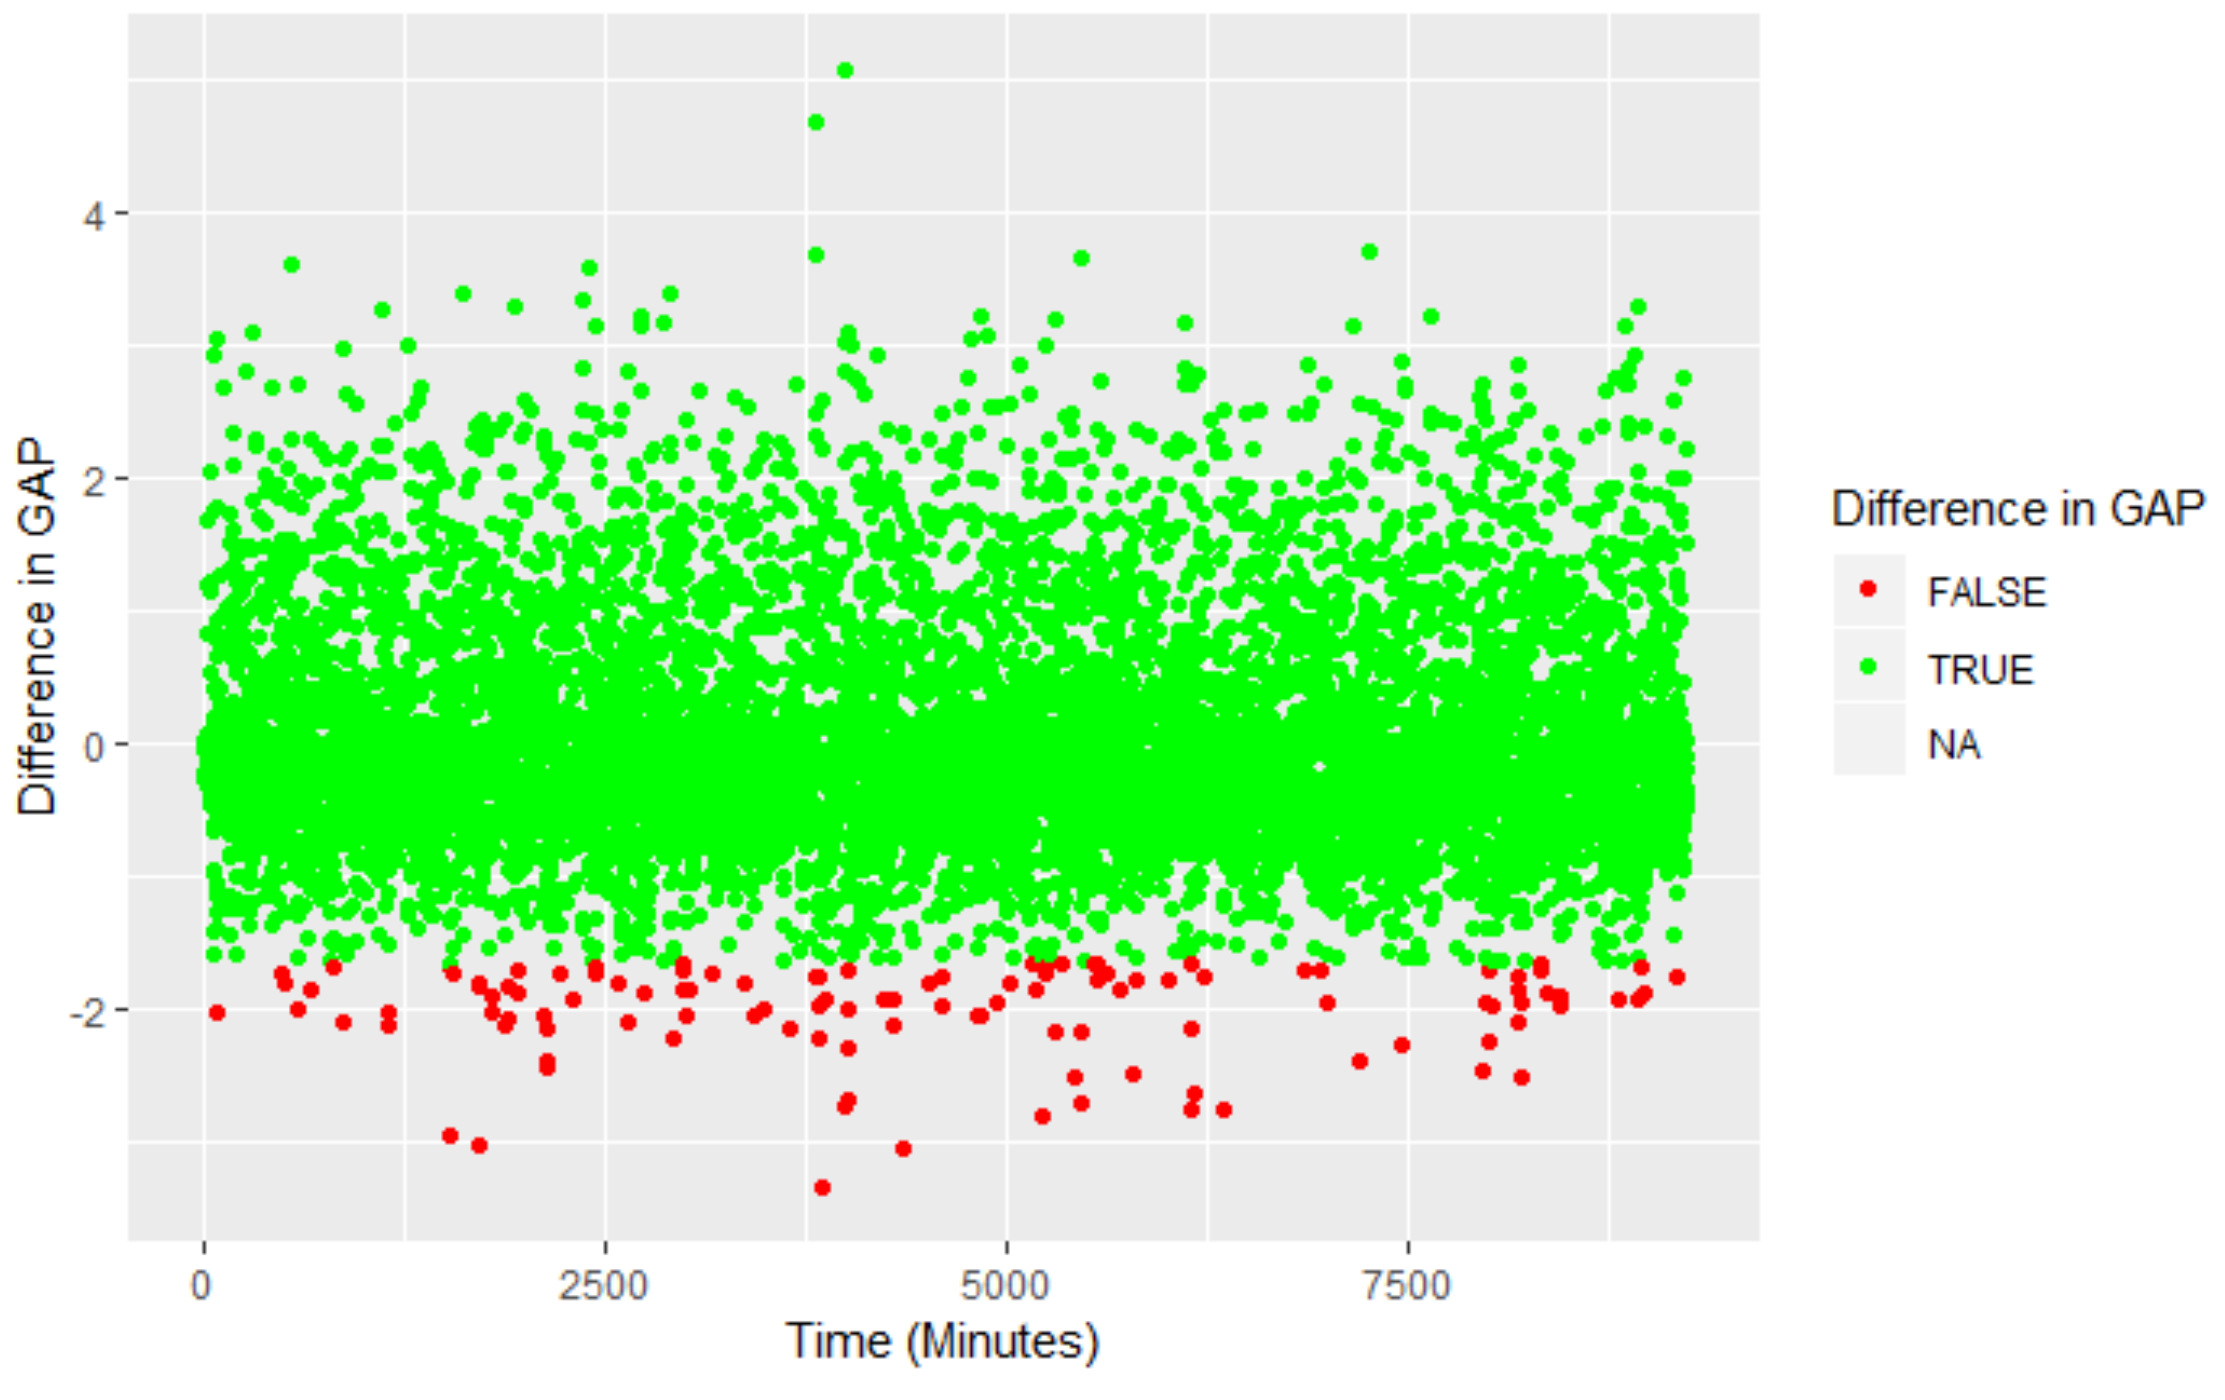 Difference in GAP
4
2
0
-2
0
2500
5000
7500
Time (Minutes)
Difference in GAP
FALSE
TRUE
NA